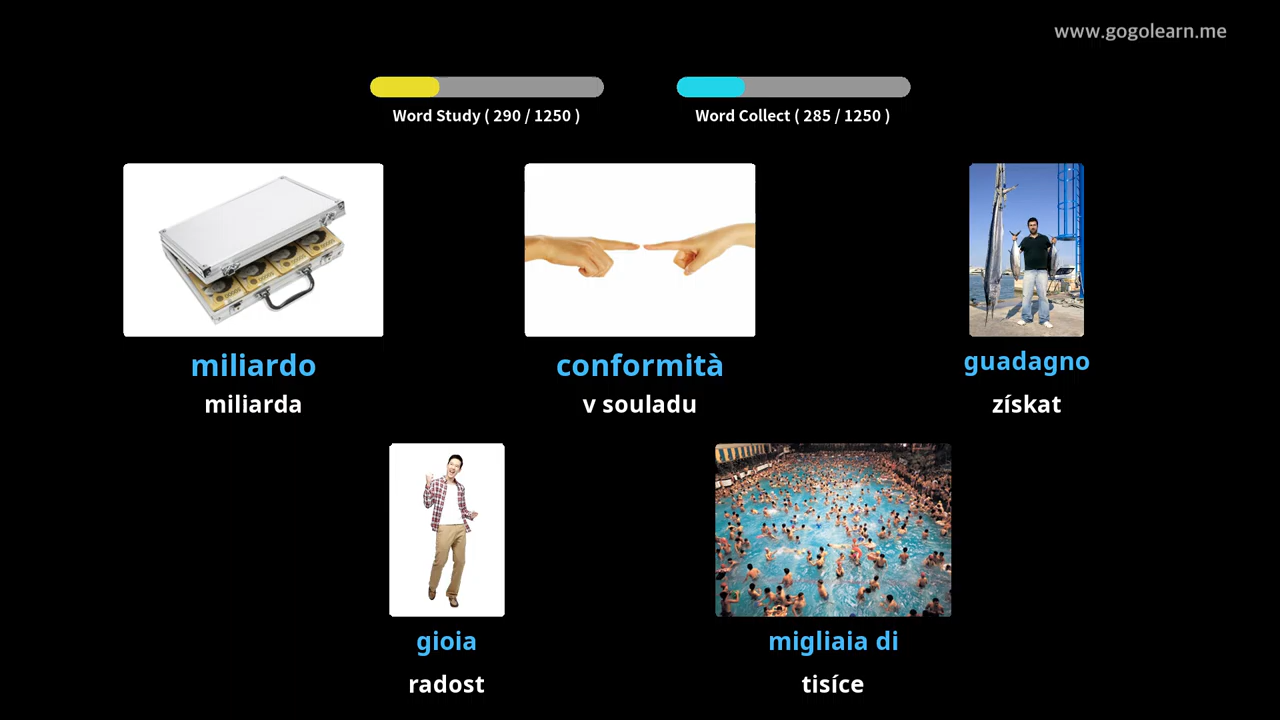 www.gogolearn.me
Word Study ( 290 / 1250 )
Word Collect ( 285 / 1250 )
miliardo
miliarda
conformità
v souladu
guadagno
získat
gioia
radost
migliaia di
tisíce